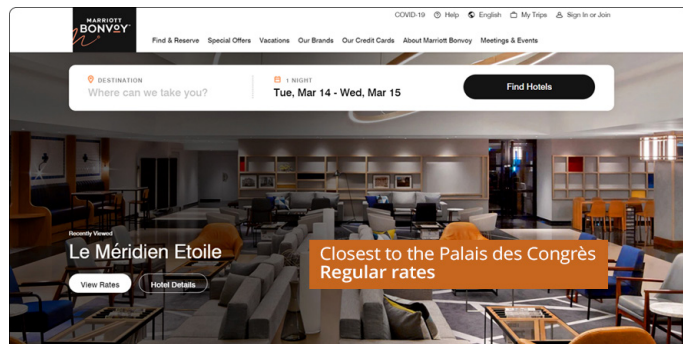 COVID-19 Help English My Trips Sign In or Join
MARRIOTT
BONVOY
Find & Reserve Special Offers Vacations Our Brands Our Credit Cards About Marriott Bonvoy Meetings & Events
DESTINATION 1 NIGHT
Where can we take you? Tue, Mar 14 - Wed, Mar 15 Find Hotels
Recently Viewed
Le Méridien Etoile
Closest to the Palais des Congrès
Regular rates
View Rates Hotel Details